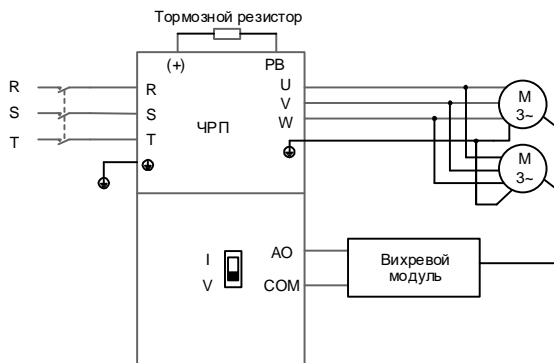 Тормозной резистор
(+)
PB
R
R
U
M
3~
S
S
V
T
T
W
ЧРП
M
3~
I
V
AO
COM
Вихревой
модуль